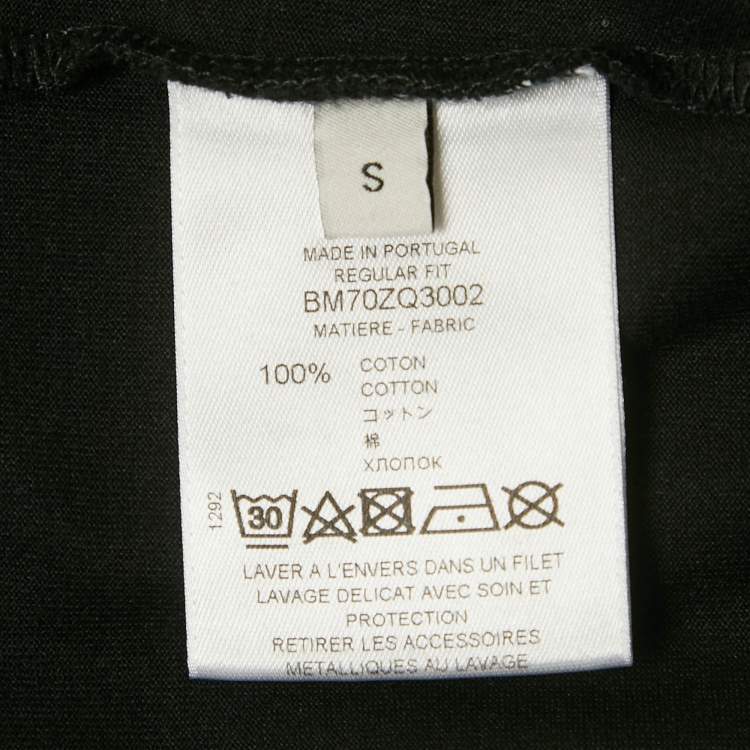 S
MADE IN PORTUGAL
REGULAR FIT
BM70ZQ3002
MATIERE - FABRIC
100% COTON
COTTON
コットン
棉
ХЛОПОК
1292
30
LAVER A L'ENVERS DANS UN FILET
LAVAGE DELICAT AVEC SOIN ET
PROTECTION
RETIRER LES ACCESSOIRES
METALLIQUES AU LAVAGE